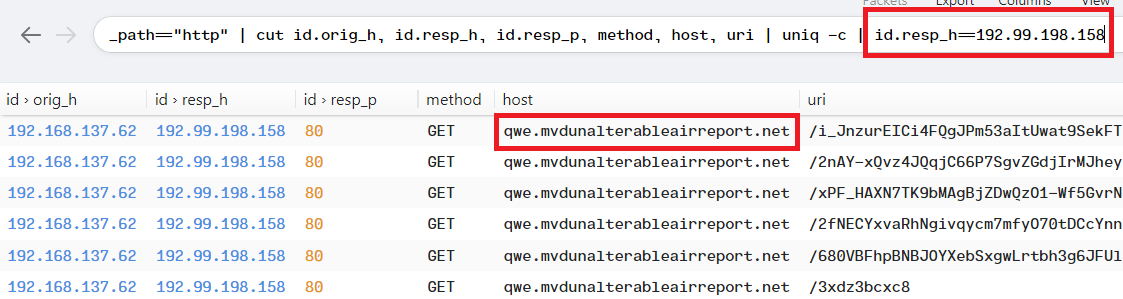 Packets Export Columns View
_path=="http" | cut id.orig_h, id.resp_h, id.resp_p, method, host, uri | uniq -c | id.resp_h==192.99.198.158
id › orig_h id › resp_h id › resp_p method host uri
192.168.137.62 192.99.198.158 80 GET qwe.mvdunalterableairreport.net /i_JnzurEICi4FQgJPm53aItUwat9SekFT
192.168.137.62 192.99.198.158 80 GET qwe.mvdunalterableairreport.net /2nAY-xQvz4JQqjC66P7SgvZGdjIrMJhey
192.168.137.62 192.99.198.158 80 GET qwe.mvdunalterableairreport.net /xPF_HAXN7TK9bMAgBjZDwQzO1-Wf5GvrN
192.168.137.62 192.99.198.158 80 GET qwe.mvdunalterableairreport.net /2fNECYxvaRhNgivqycm7mfyO70tDCcYnn
192.168.137.62 192.99.198.158 80 GET qwe.mvdunalterableairreport.net /680VBFhpBNBJOYXebSxgwLrtbh3g6JFUl
192.168.137.62 192.99.198.158 80 GET qwe.mvdunalterableairreport.net /3xdz3bcxc8